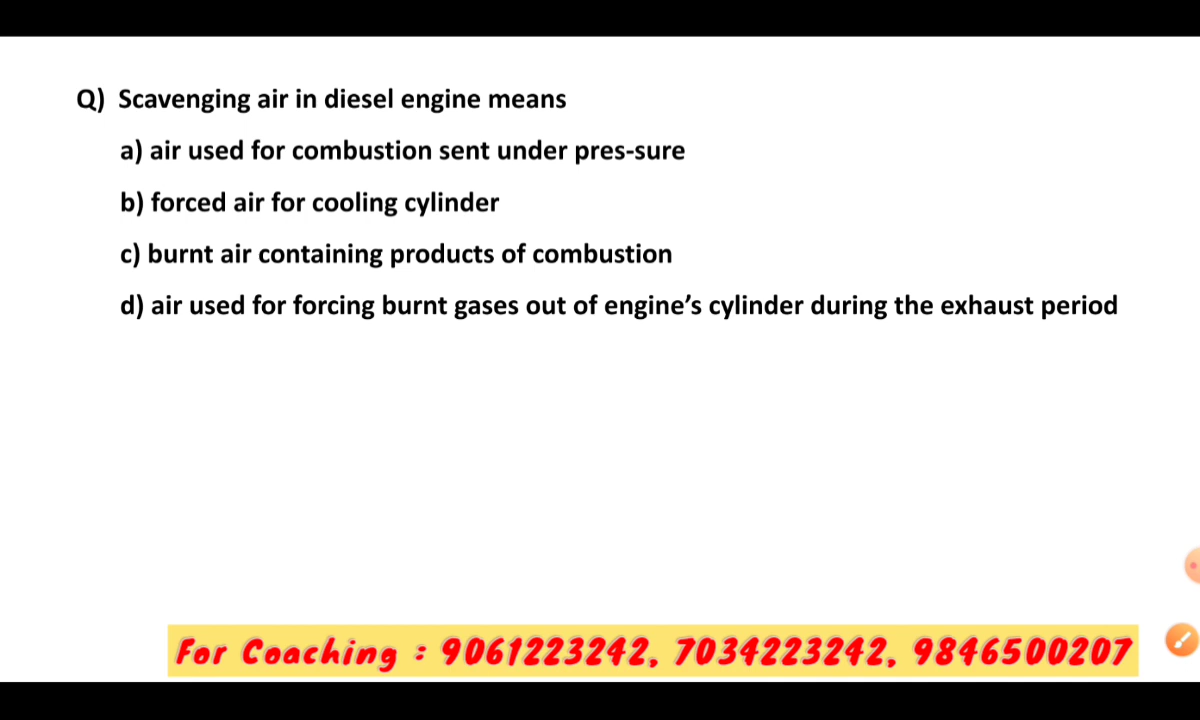 Q) Scavenging air in diesel engine means
a) air used for combustion sent under pres-sure
b) forced air for cooling cylinder
c) burnt air containing products of combustion
d) air used for forcing burnt gases out of engine’s cylinder during the exhaust period
For Coaching : 9061223242, 7034223242, 9846500207